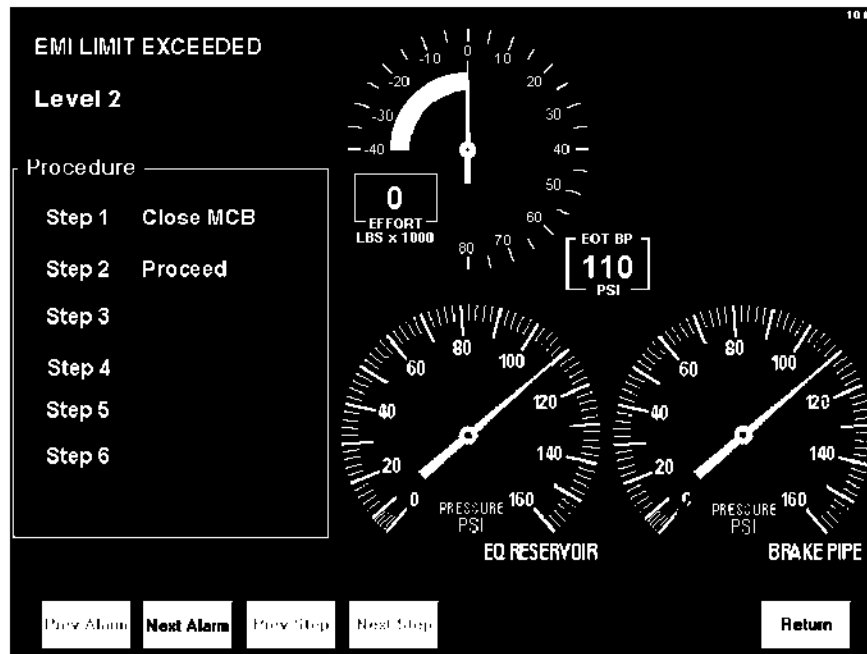 EMI LIMIT EXCEEDED
Level 2
Procedure
Step 1 Close MCB
Step 2 Proceed
Step 3
Step 4
Step 5
Step 6
-40 -30 -20 -10 0 10 20 30 40 50 60 70 80
0
EFFORT
LBS x 1000
EOT BP
110
PSI
0 20 40 60 80 100 120 140 160
PRESSURE
PSI
EQ RESERVOIR
20 40 60 80 100 120 140 160
PRESSURE
PSI
BRAKE PIPE
Prev Alarm Next Alarm Prev Step Next Step Return